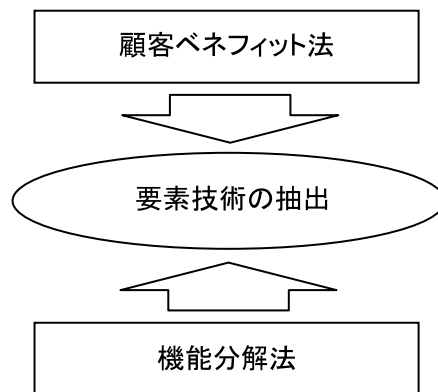 顧客ベネフィット法
要素技術の抽出
機能分解法